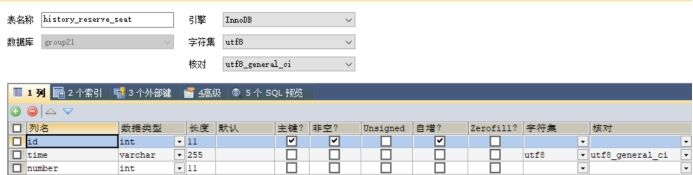 表名称 history_reserve_seat 引擎 InnoDB
数据库 group21 字符集 utf8
核对 utf8_general_ci
1 列 2 个索引 3 个外部键 4高级 5 个 SQL 预览
列名 数据类型 长度 默认 主键? 非空? Unsigned 自增? Zerofill? 字符集 核对
id int 11
time varchar 255 utf8 utf8_general_ci
number int 11